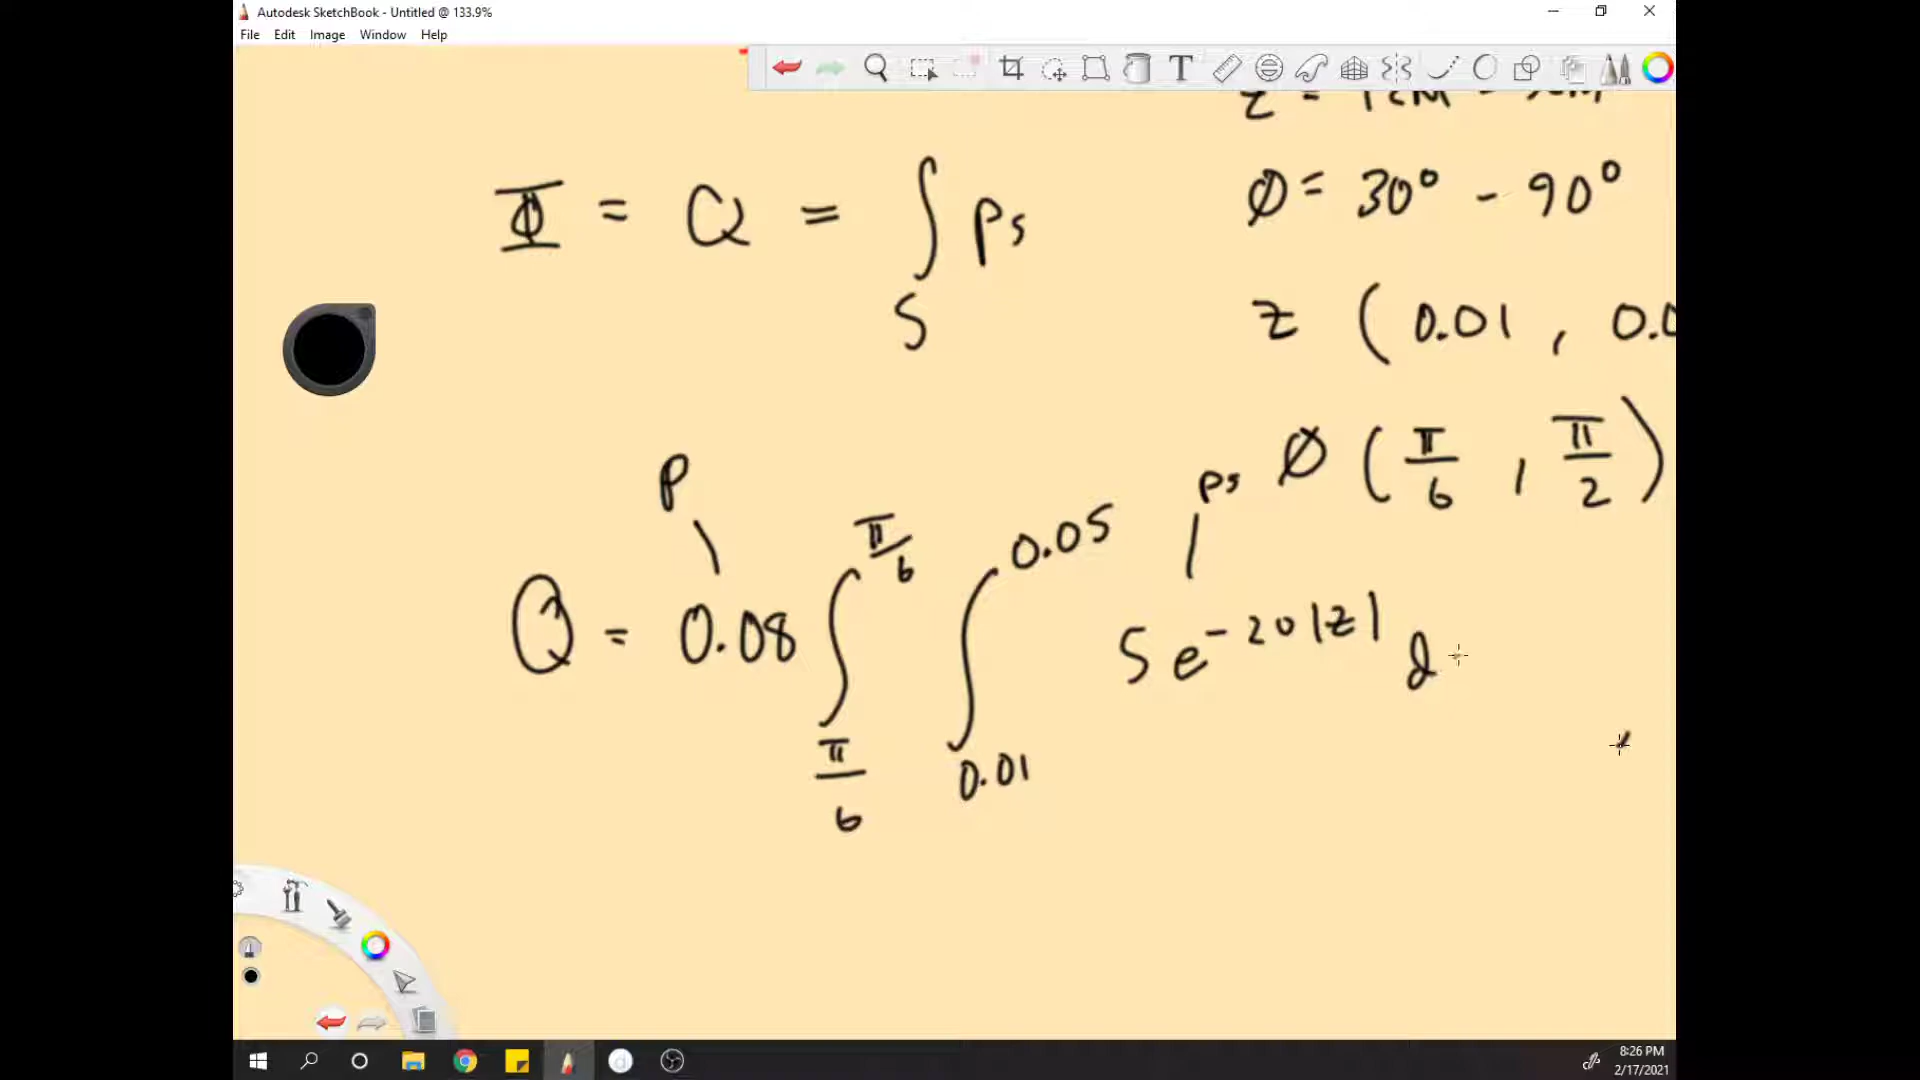 Autodesk SketchBook - Untitled @ 133.9%
File Edit Image Window Help
T
Φ = Q = ∫ ρs
S
Ø = 30° - 90°
z (0.01 , 0.0
Ø (π/6 , π/2)
ρ
ρs
Q = 0.08 ∫ π/6 π/6 ∫ 0.05 0.01 5e^-20|z| d
8:26 PM
2/17/2021